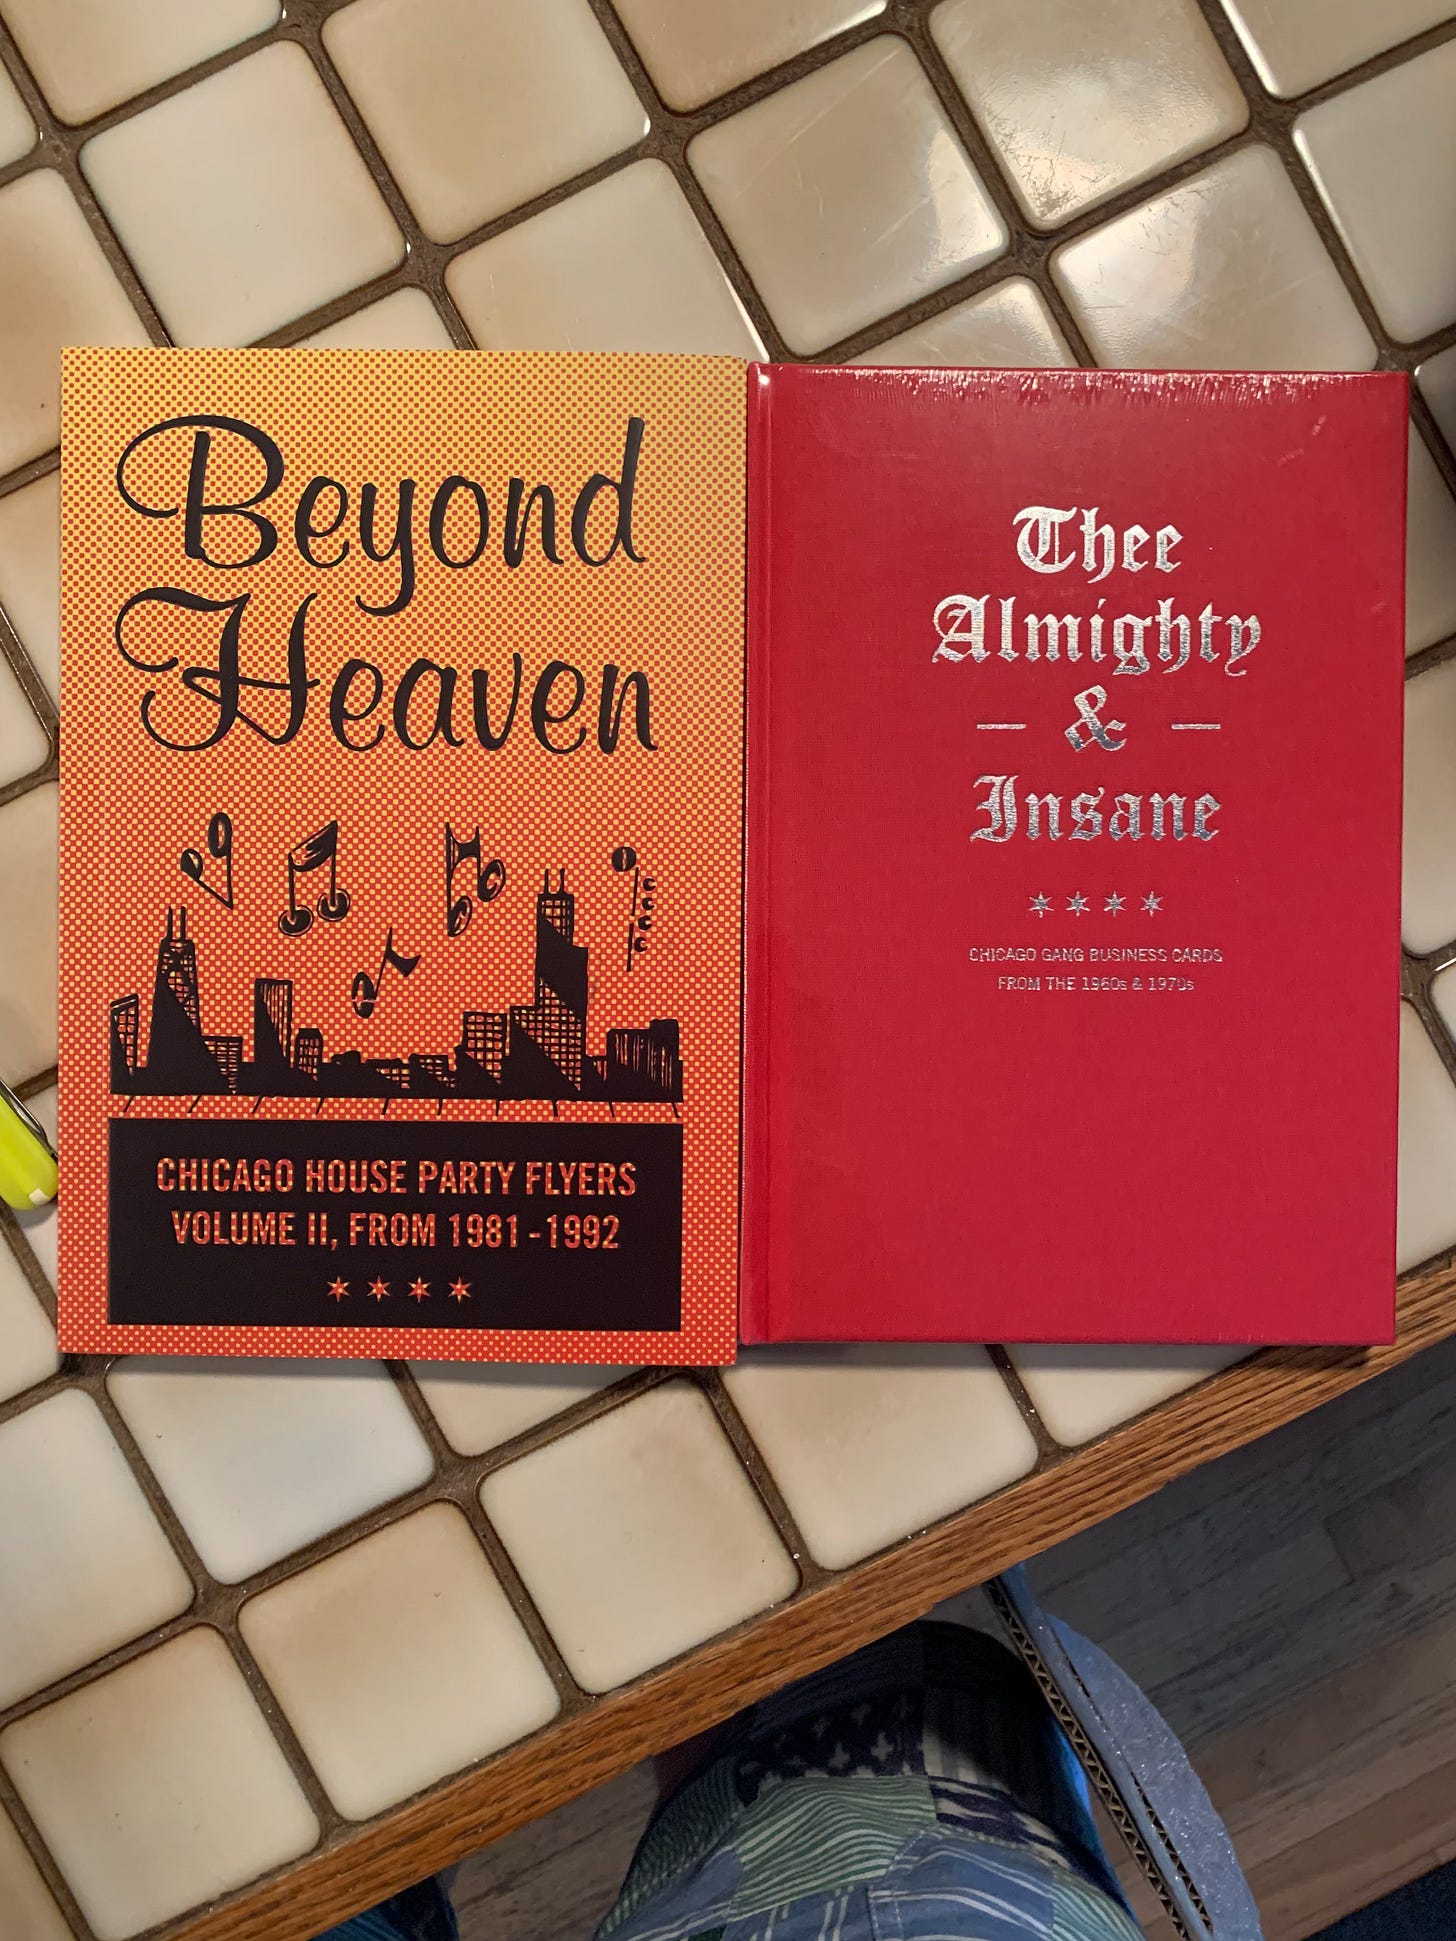 Beyond
Heaven
CHICAGO HOUSE PARTY FLYERS
VOLUME II, FROM 1981-1992
Thee
Almighty
&
Insane
CHICAGO GANG BUSINESS CARDS
FROM THE 1960s & 1970s